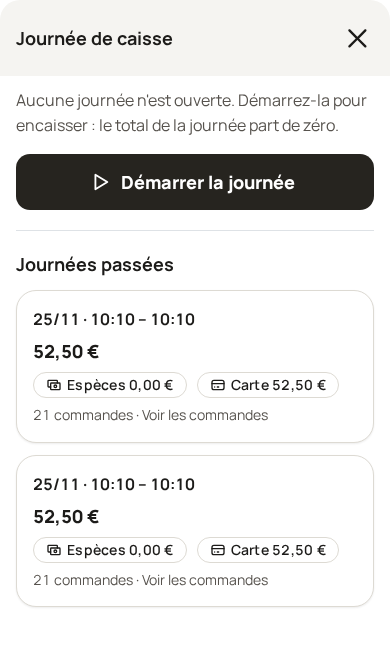 Journée de caisse
Aucune journée n'est ouverte. Démarrez-la pour
encaisser : le total de la journée part de zéro.
Démarrer la journée
Journées passées
25/11 · 10:10 – 10:10
52,50 €
Espèces 0,00 € Carte 52,50 €
21 commandes · Voir les commandes
25/11 · 10:10 – 10:10
52,50 €
Espèces 0,00 € Carte 52,50 €
21 commandes · Voir les commandes